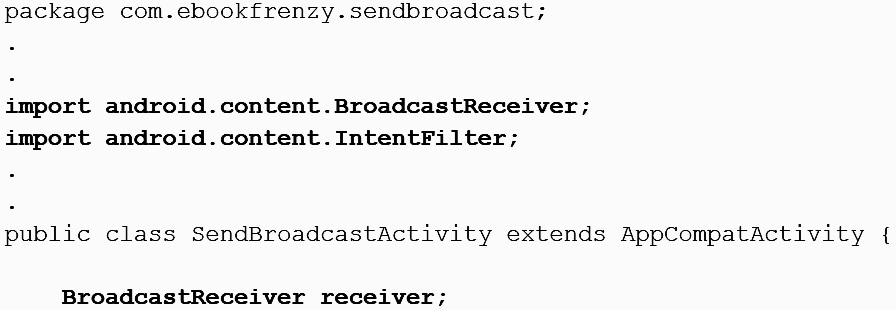 package com.ebookfrenzy.sendbroadcast;
.
.
import android.content.BroadcastReceiver;
import android.content.IntentFilter;
.
.
public class SendBroadcastActivity extends AppCompatActivity {
BroadcastReceiver receiver;